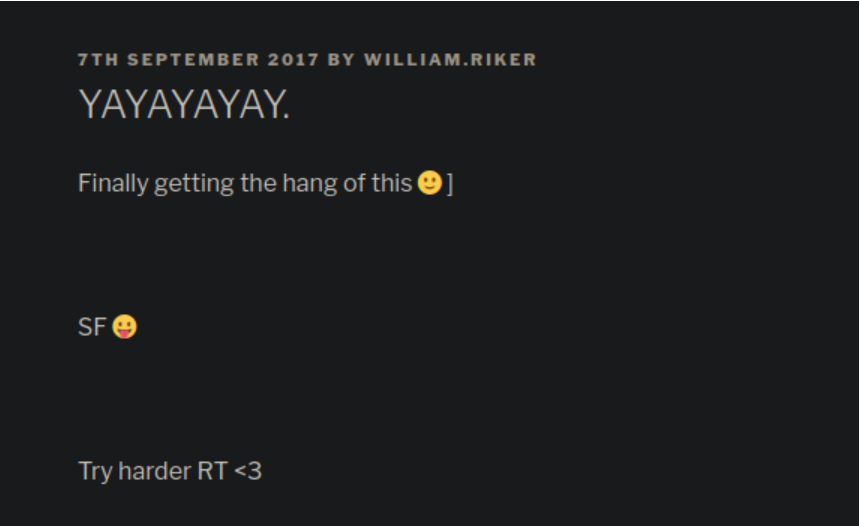 7TH SEPTEMBER 2017 BY WILLIAM.RIKER
YAYAYAYAY.
Finally getting the hang of this 🙂 ]
SF 😛
Try harder RT <3